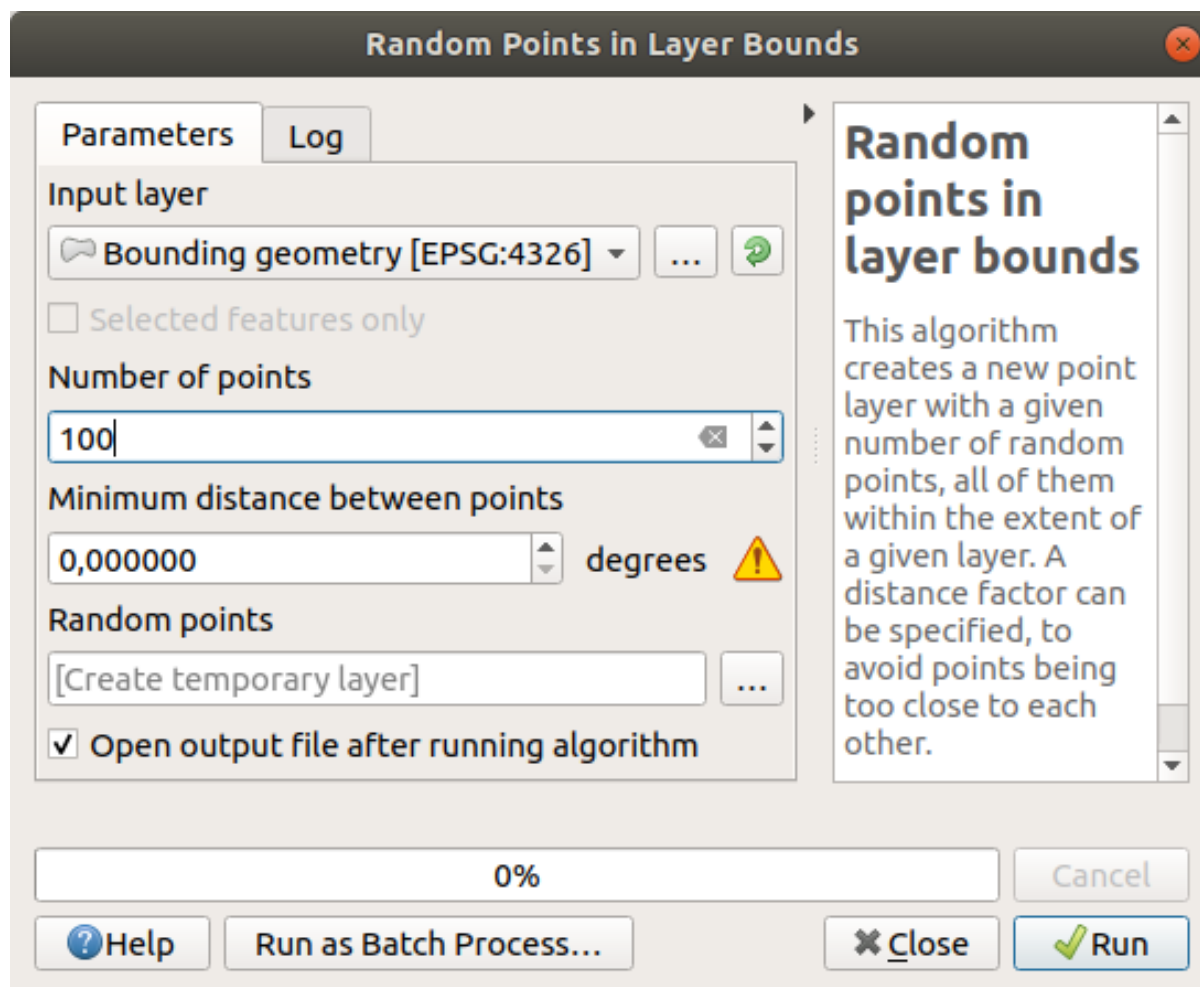 Random Points in Layer Bounds
Parameters
Log
Input layer
Bounding geometry [EPSG:4326]
...
Selected features only
Number of points
100
Minimum distance between points
0,000000
degrees
Random points
[Create temporary layer]
...
Open output file after running algorithm
Random
points in
layer bounds
This algorithm
creates a new point
layer with a given
number of random
points, all of them
within the extent of
a given layer. A
distance factor can
be specified, to
avoid points being
too close to each
other.
0%
Cancel
Help
Run as Batch Process...
Close
Run